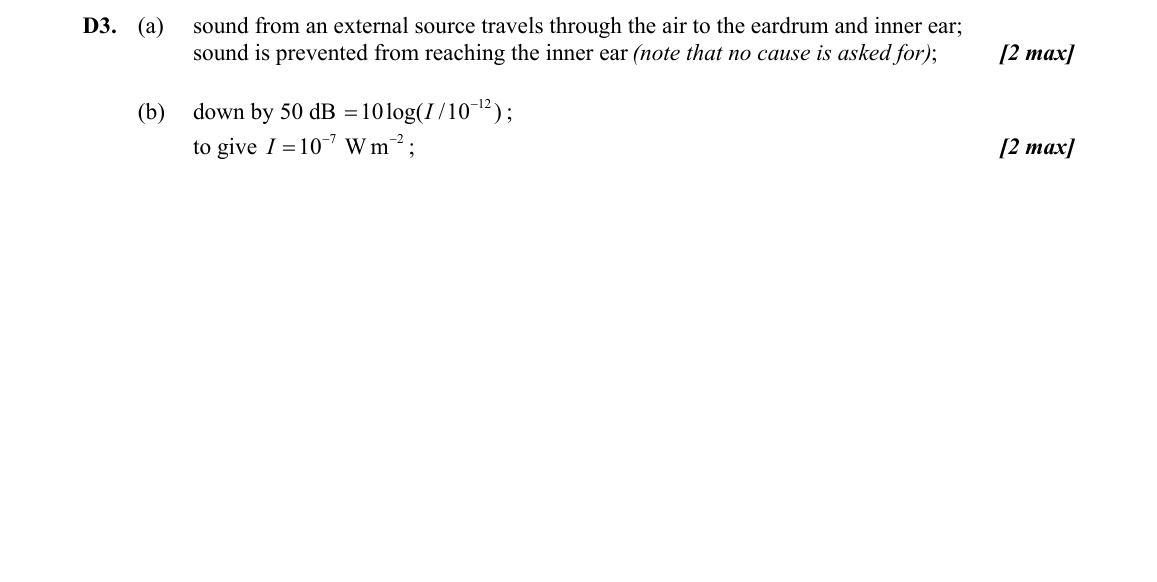 D3. (a) sound from an external source travels through the air to the eardrum and inner ear;
sound is prevented from reaching the inner ear (note that no cause is asked for); [2 max]
(b) down by 50 dB = 10 log(I / 10⁻¹²) ;
to give I = 10⁻⁷ W m⁻² ; [2 max]